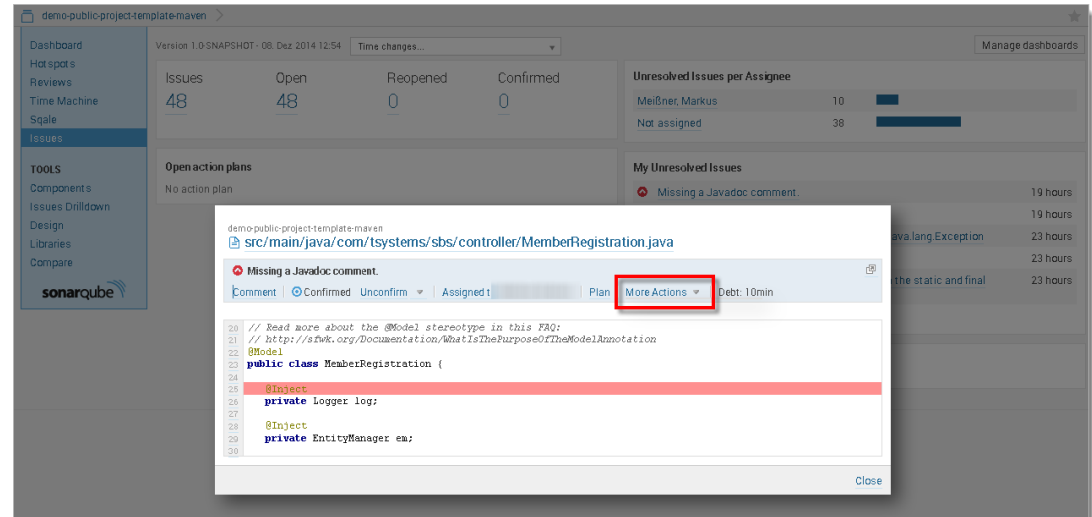 demo-public-project-template-maven
Dashboard
Hotspots
Reviews
Time Machine
Sqale
Issues
TOOLS
Components
Issues Drilldown
Design
Libraries
Compare
sonarqube
Version 1.0-SNAPSHOT - 08. Dez 2014 12:54 Time changes...
Manage dashboards
Issues Open Reopened Confirmed
48 48 0 0
Open action plans
No action plan
Unresolved Issues per Assignee
Meißner, Markus 10
Not assigned 38
My Unresolved Issues
Missing a Javadoc comment. 19 hours
19 hours
ava.lang.Exception 23 hours
23 hours
the static and final 23 hours
demo-public-project-template-maven
src/main/java/com/tsystems/sbs/controller/MemberRegistration.java
Missing a Javadoc comment.
Comment Confirmed Unconfirm Assigned t Plan More Actions Debt: 10min
20 // Read more about the @Model stereotype in this FAQ:
21 // http://sfwk.org/Documentation/WhatIsThePurposeOfTheModelAnnotation
22 @Model
23 public class MemberRegistration {
24
25 @Inject
26 private Logger log;
27
28 @Inject
29 private EntityManager em;
30
Close